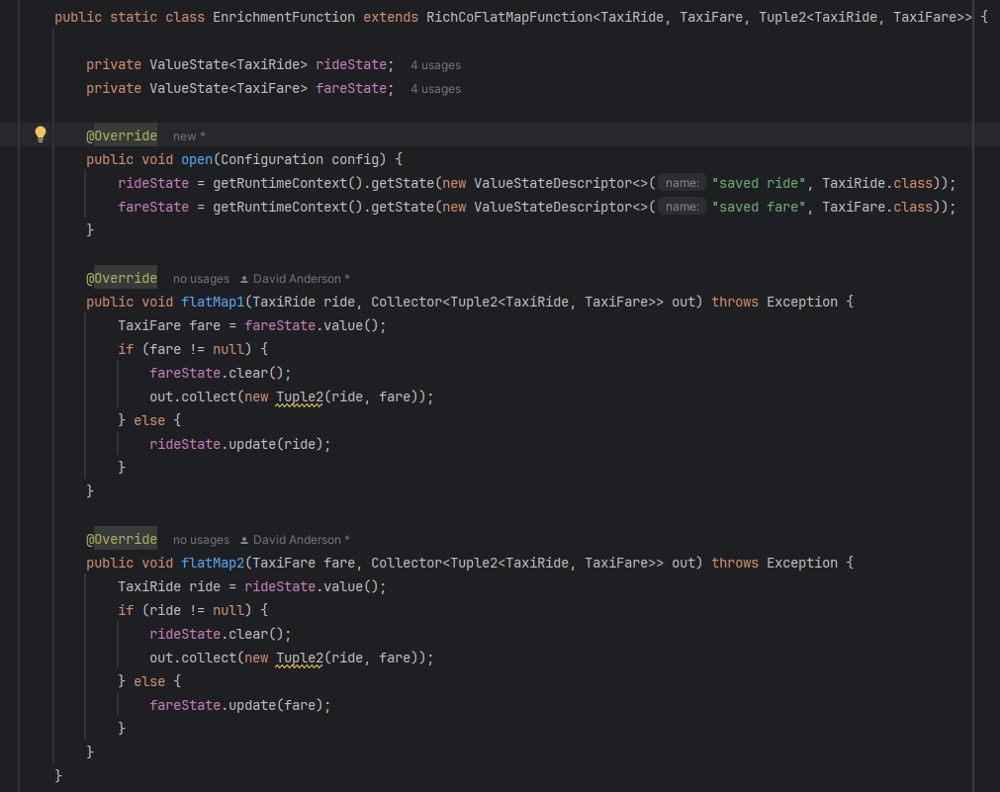 public static class EnrichmentFunction extends RichCoFlatMapFunction<TaxiRide, TaxiFare, Tuple2<TaxiRide, TaxiFare>> {
private ValueState<TaxiRide> rideState; 4 usages
private ValueState<TaxiFare> fareState; 4 usages
@Override new *
public void open(Configuration config) {
rideState = getRuntimeContext().getState(new ValueStateDescriptor<>( name: "saved ride", TaxiRide.class));
fareState = getRuntimeContext().getState(new ValueStateDescriptor<>( name: "saved fare", TaxiFare.class));
}
@Override no usages David Anderson *
public void flatMap1(TaxiRide ride, Collector<Tuple2<TaxiRide, TaxiFare>> out) throws Exception {
TaxiFare fare = fareState.value();
if (fare != null) {
fareState.clear();
out.collect(new Tuple2(ride, fare));
} else {
rideState.update(ride);
}
}
@Override no usages David Anderson *
public void flatMap2(TaxiFare fare, Collector<Tuple2<TaxiRide, TaxiFare>> out) throws Exception {
TaxiRide ride = rideState.value();
if (ride != null) {
rideState.clear();
out.collect(new Tuple2(ride, fare));
} else {
fareState.update(fare);
}
}
}